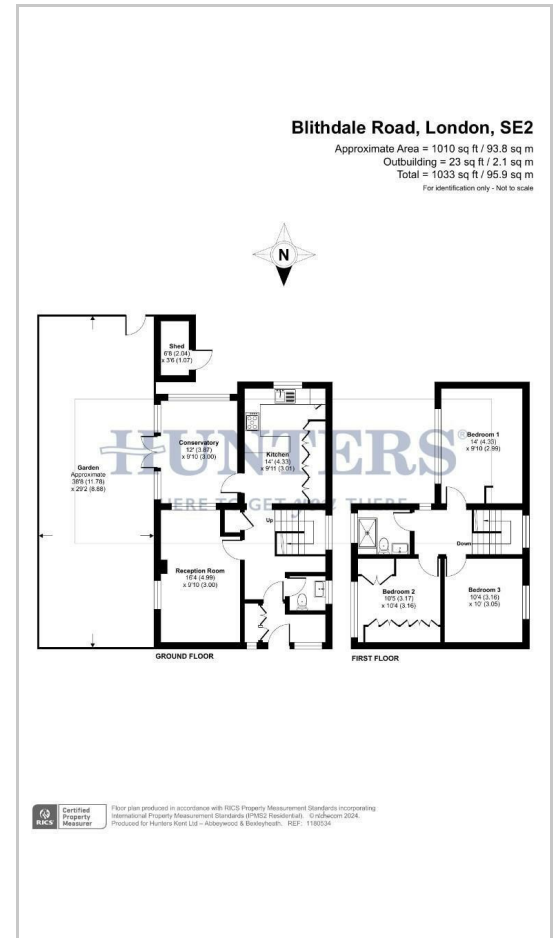 Blithdale Road, London, SE2
Approximate Area = 1010 sq ft / 93.8 sq m
Outbuilding = 23 sq ft / 2.1 sq m
Total = 1033 sq ft / 95.9 sq m
For identification only - Not to scale
N
Shed
6'8 (2.04)
x 3'6 (1.07)
Garden
Approximate
38'8 (11.78)
x 29'2 (8.88)
Conservatory
12' (3.67)
x 9'10 (3.00)
Kitchen
14' (4.33)
x 9'11 (3.01)
Bedroom 1
14' (4.33)
x 9'10 (2.99)
HUNTERS®
HERE TO GET YOU THERE
Up
Down
Reception Room
16'4 (4.99)
x 9'10 (3.00)
Bedroom 2
10'5 (3.17)
x 10'4 (3.16)
Bedroom 3
10'4 (3.16)
x 10' (3.05)
GROUND FLOOR
FIRST FLOOR
RICS
Certified
Property
Measurer
Floor plan produced in accordance with RICS Property Measurement Standards incorporating
International Property Measurement Standards (IPMS2 Residential). © nichecom 2024.
Produced for Hunters Kent Ltd – Abbeywood & Bexleyheath. REF: 1180534